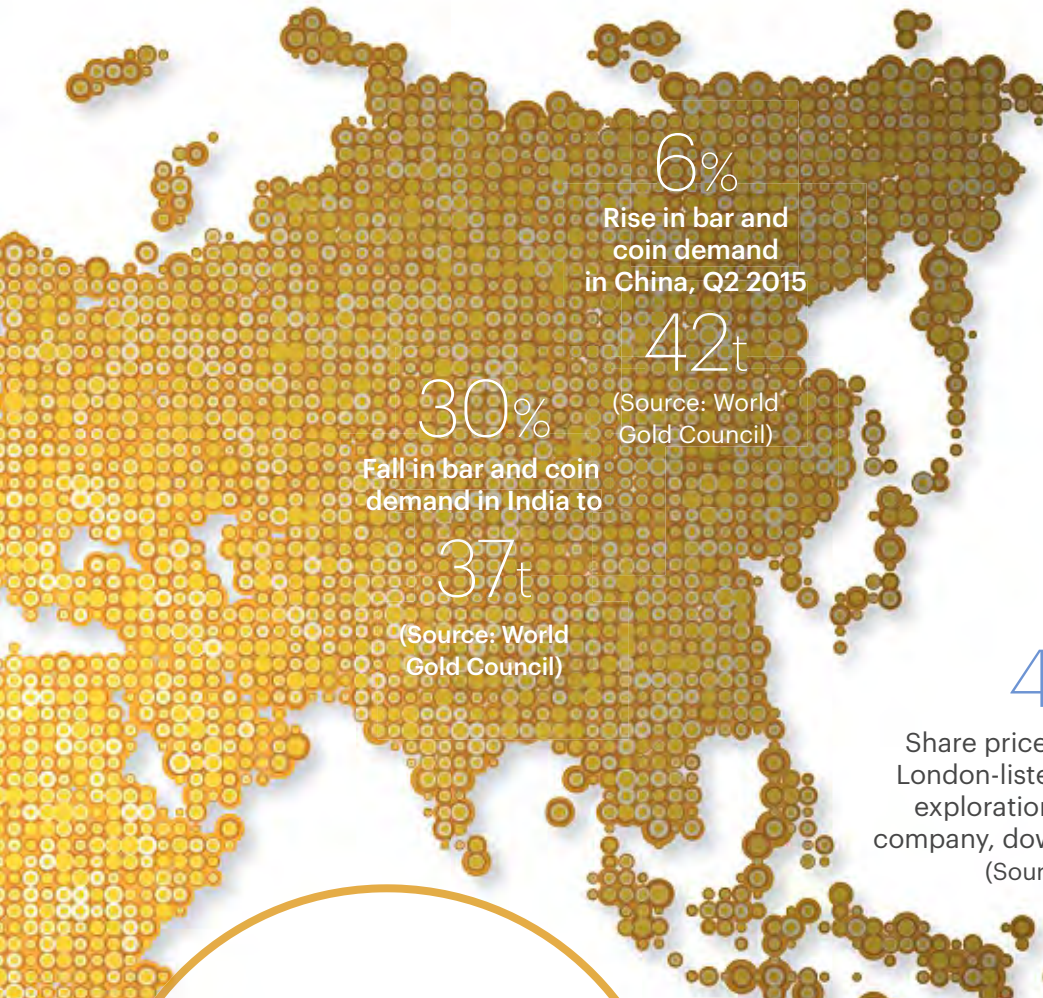 6%
Rise in bar and
coin demand
in China, Q2 2015
42t
(Source: World
Gold Council)
30%
Fall in bar and coin
demand in India to
37t
(Source: World
Gold Council)
4
Share price
London-liste
exploration
company, dow
(Sour